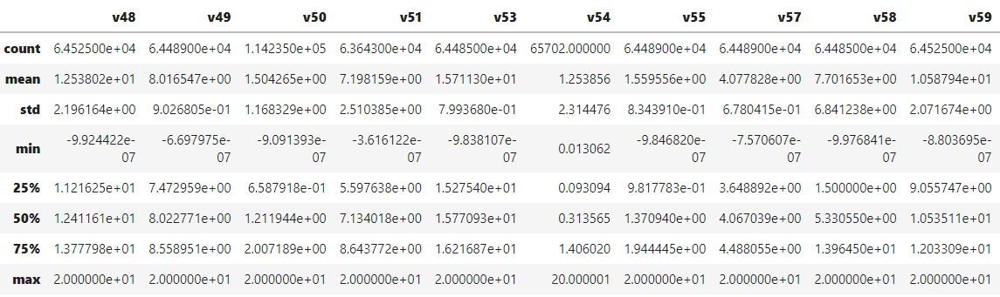 v48 v49 v50 v51 v53 v54 v55 v57 v58 v59
count 6.452500e+04 6.448900e+04 1.142350e+05 6.364300e+04 6.448500e+04 65702.000000 6.448900e+04 6.448900e+04 6.448500e+04 6.452500e+04
mean 1.253802e+01 8.016547e+00 1.504265e+00 7.198159e+00 1.571130e+01 1.253856 1.559556e+00 4.077828e+00 7.701653e+00 1.058794e+01
std 2.196164e+00 9.026805e-01 1.168329e+00 2.510385e+00 7.993680e-01 2.314476 8.343910e-01 6.780415e-01 6.841238e+00 2.071674e+00
min -9.924422e-07 -6.697975e-07 -9.091393e-07 -3.616122e-07 -9.838107e-07 0.013062 -9.846820e-07 -7.570607e-07 -9.976841e-07 -8.803695e-07
25% 1.121625e+01 7.472959e+00 6.587918e-01 5.597638e+00 1.527540e+01 0.093094 9.817783e-01 3.648892e+00 1.500000e+00 9.055747e+00
50% 1.241161e+01 8.022771e+00 1.211944e+00 7.134018e+00 1.577093e+01 0.313565 1.370940e+00 4.067039e+00 5.330550e+00 1.053511e+01
75% 1.377798e+01 8.558951e+00 2.007189e+00 8.643772e+00 1.621687e+01 1.406020 1.944445e+00 4.488055e+00 1.396450e+01 1.203309e+01
max 2.000000e+01 2.000000e+01 2.000000e+01 2.000000e+01 2.000000e+01 20.000001 2.000000e+01 2.000000e+01 2.000000e+01 2.000000e+01